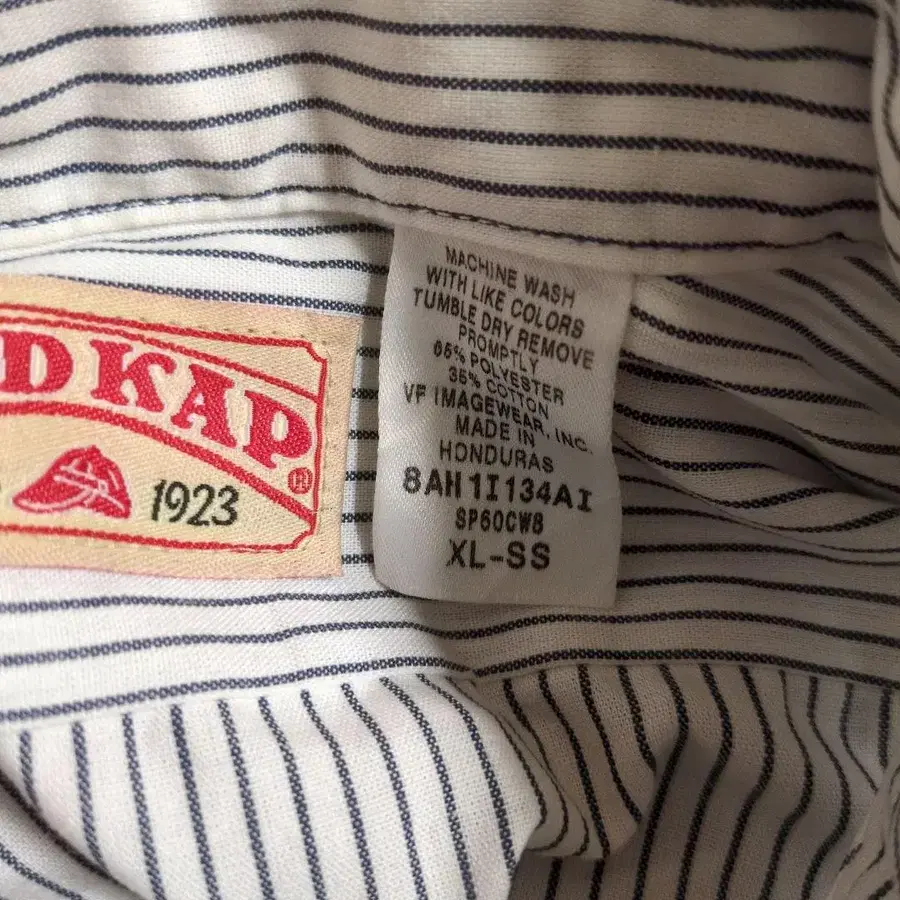 D KAP®
1923
MACHINE WASH
WITH LIKE COLORS
TUMBLE DRY REMOVE
PROMPTLY
65% POLYESTER
35% COTTON
VF IMAGEWEAR, INC.
MADE IN
HONDURAS
8AH1I134AI
SP60CW8
XL-SS